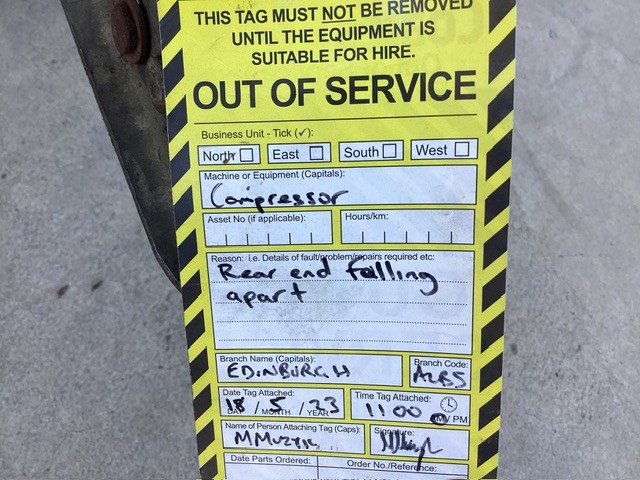 THIS TAG MUST NOT BE REMOVED
UNTIL THE EQUIPMENT IS
SUITABLE FOR HIRE.
OUT OF SERVICE
Business Unit - Tick (✓):
North East South West
Machine or Equipment (Capitals):
Compressor
Asset No (if applicable): Hours/km:
Reason: i.e. Details of fault/problem/repairs required etc:
Rear end falling
apart
Branch Name (Capitals): Branch Code:
EDINBURGH
Date Tag Attached: Time Tag Attached:
18 / 5 / 23 11 00
DAY MONTH YEAR AM / PM
Name of Person Attaching Tag (Caps): Signature:
Date Parts Ordered: Order No./Reference: